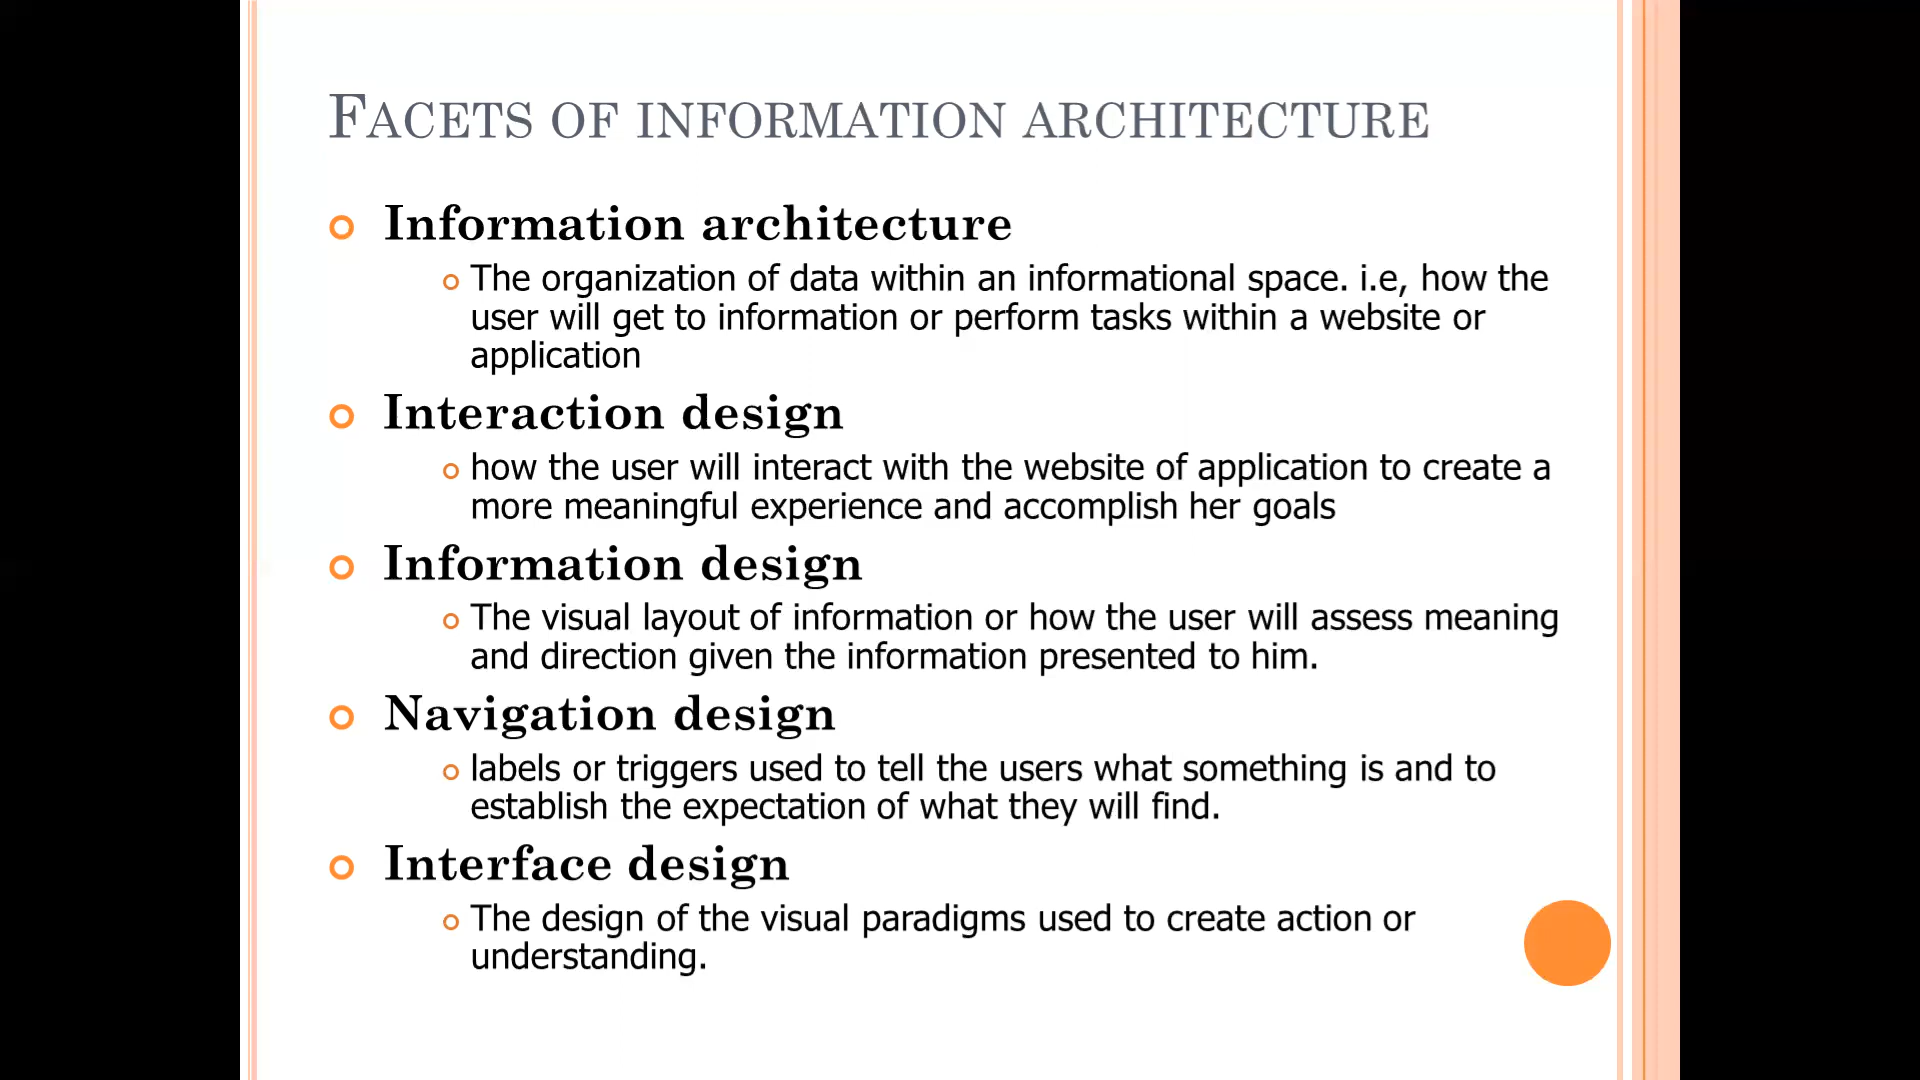 Facets of information architecture
Information architecture
The organization of data within an informational space. i.e, how the
user will get to information or perform tasks within a website or
application
Interaction design
how the user will interact with the website of application to create a
more meaningful experience and accomplish her goals
Information design
The visual layout of information or how the user will assess meaning
and direction given the information presented to him.
Navigation design
labels or triggers used to tell the users what something is and to
establish the expectation of what they will find.
Interface design
The design of the visual paradigms used to create action or
understanding.